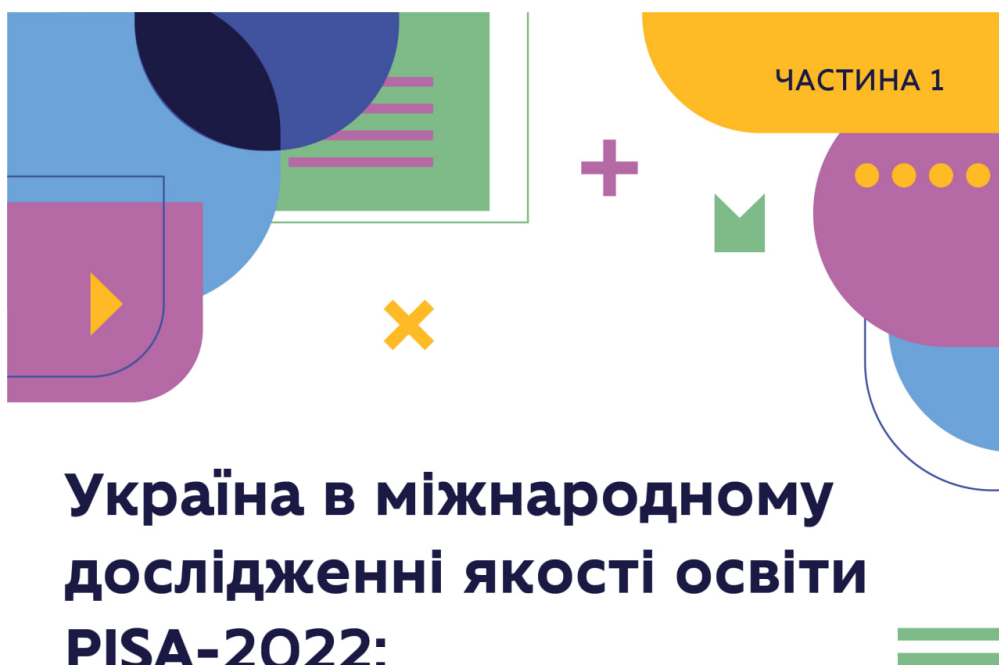 ЧАСТИНА 1
Україна в міжнародному
дослідженні якості освіти
PISA-2022: